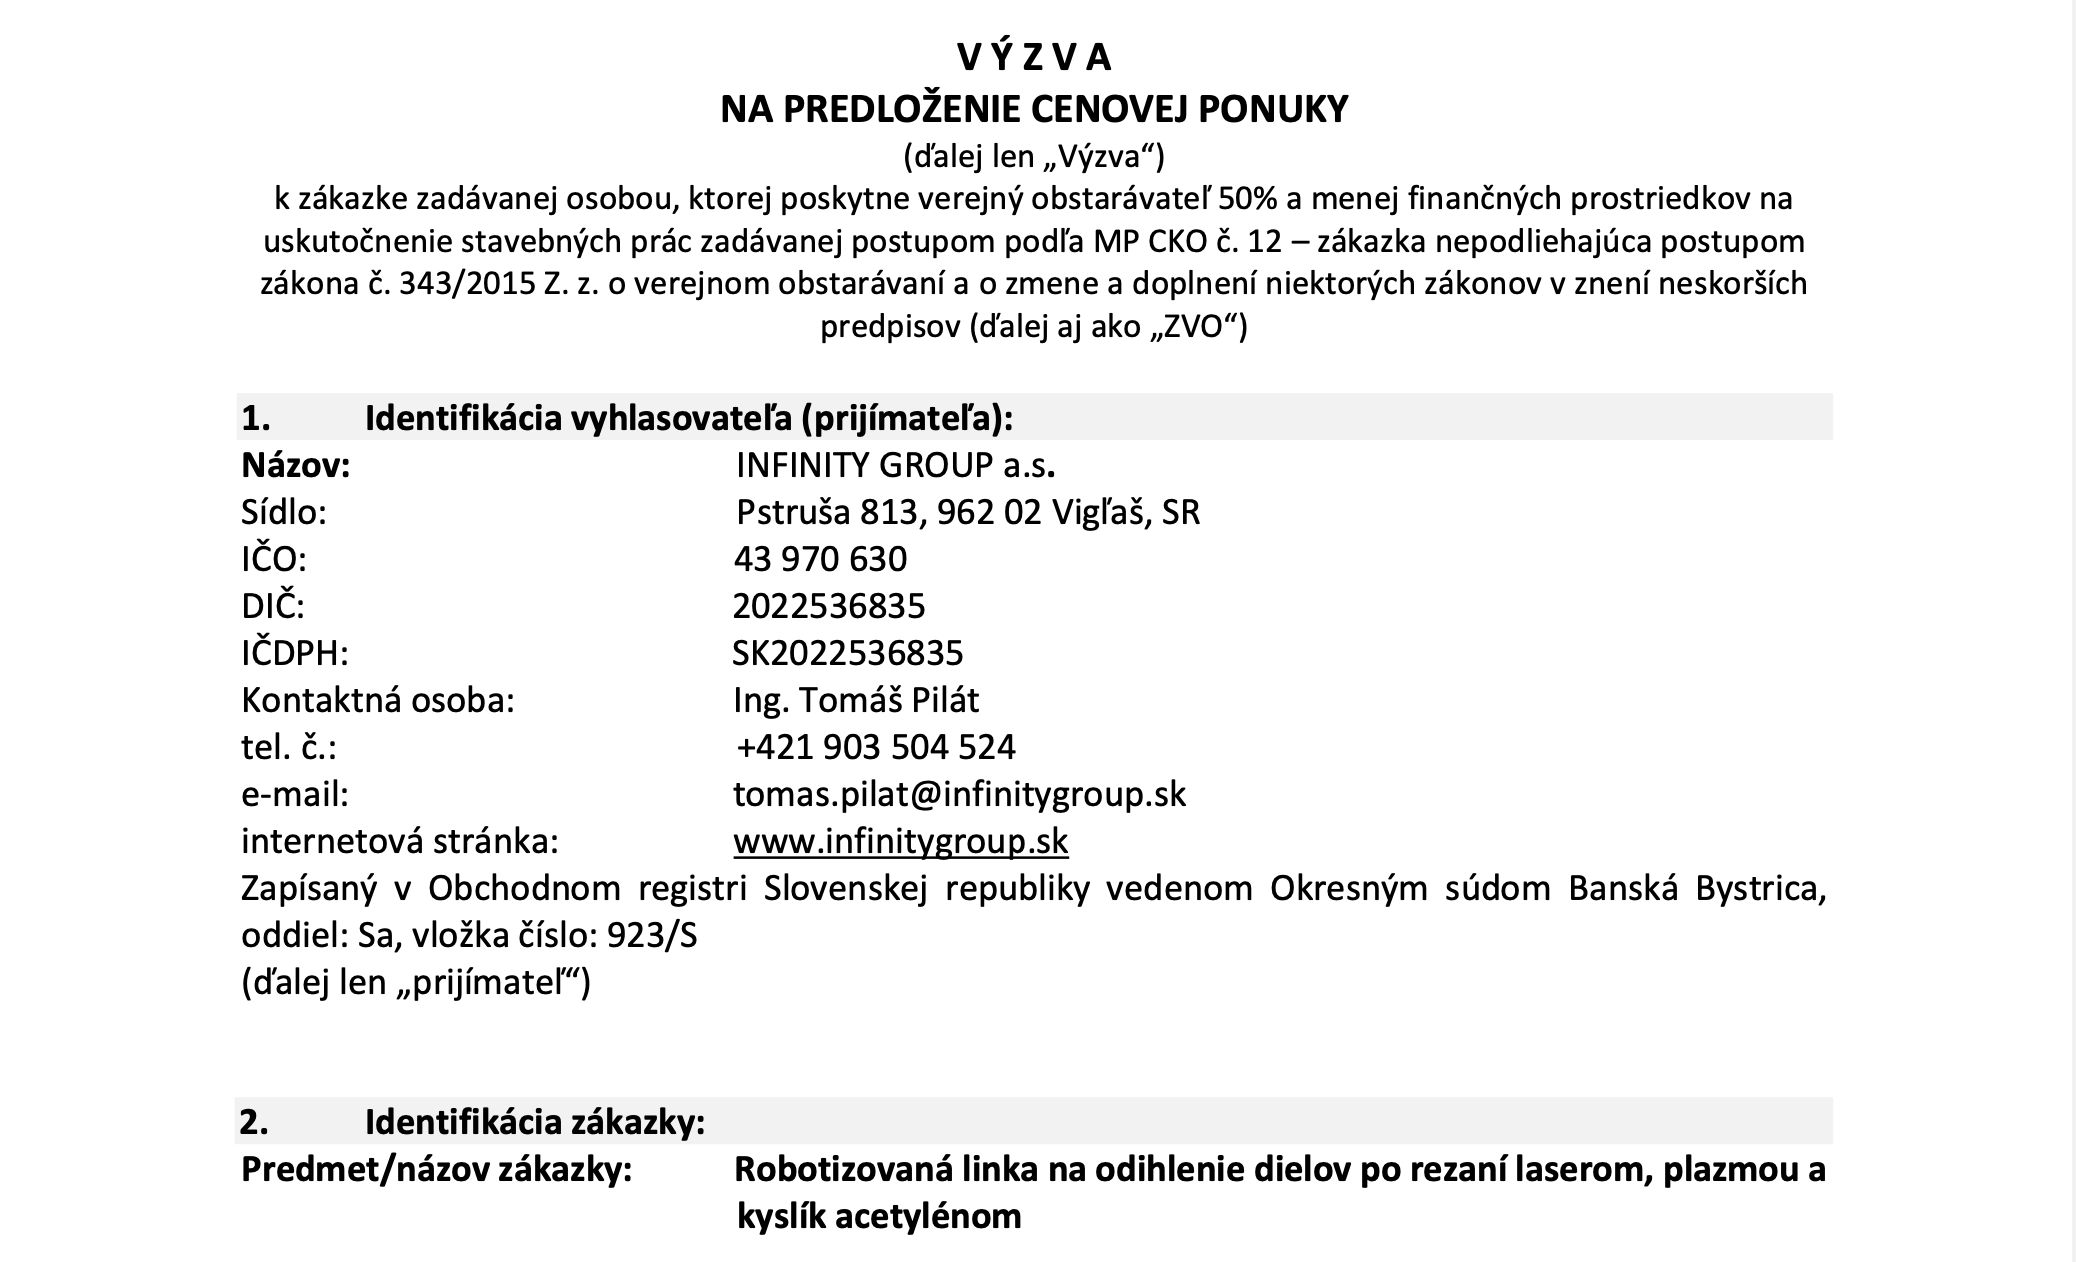 V Ý Z V A
NA PREDLOŽENIE CENOVEJ PONUKY
(ďalej len „Výzva“)
k zákazke zadávanej osobou, ktorej poskytne verejný obstarávateľ 50% a menej finančných prostriedkov na
uskutočnenie stavebných prác zadávanej postupom podľa MP CKO č. 12 – zákazka nepodliehajúca postupom
zákona č. 343/2015 Z. z. o verejnom obstarávaní a o zmene a doplnení niektorých zákonov v znení neskorších
predpisov (ďalej aj ako „ZVO“)
1. Identifikácia vyhlasovateľa (prijímateľa):
Názov: INFINITY GROUP a.s.
Sídlo: Pstruša 813, 962 02 Vigľaš, SR
IČO: 43 970 630
DIČ: 2022536835
IČDPH: SK2022536835
Kontaktná osoba: Ing. Tomáš Pilát
tel. č.: +421 903 504 524
e-mail: tomas.pilat@infinitygroup.sk
internetová stránka: www.infinitygroup.sk
Zapísaný v Obchodnom registri Slovenskej republiky vedenom Okresným súdom Banská Bystrica,
oddiel: Sa, vložka číslo: 923/S
(ďalej len „prijímateľ“)
2. Identifikácia zákazky:
Predmet/názov zákazky: Robotizovaná linka na odihlenie dielov po rezaní laserom, plazmou a
kyslík acetylénom